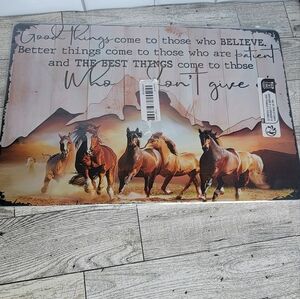 Good things come to those who BELIEVE,
Better things come to those who are patient
and THE BEST THINGS come to those
Who don't give